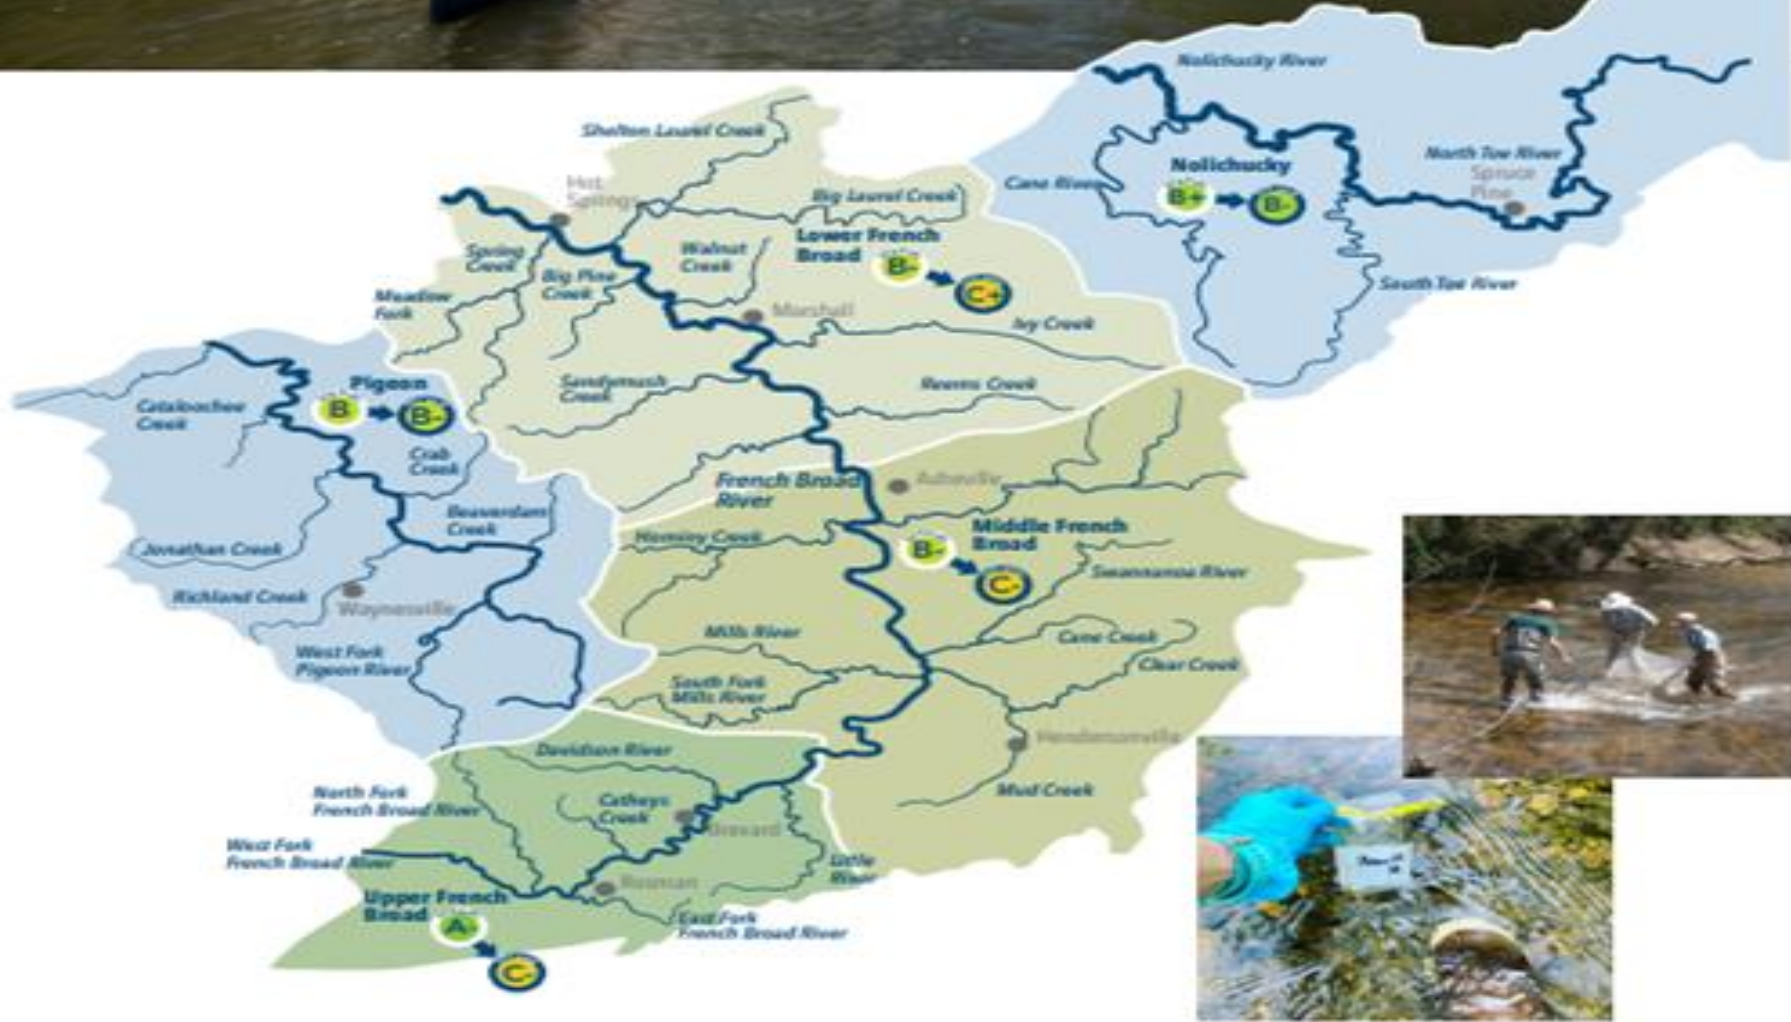 Nolichucky River
Shelton Laurel Creek
North Toe River
Nolichucky
Spruce
Pine
Hot
Springs
Cane River
B+
B-
Big Laurel Creek
Lower French
Broad
Walnut
Creek
Spring
Creek
B-
C+
Big Pine
Creek
South Toe River
Meadow
Fork
Marshall
Ivy Creek
Pigeon
Sandymush
Creek
Reems Creek
Cataloochee
Creek
B
B-
Crab
Creek
French Broad
River
Asheville
Beaverdam
Creek
Hominy Creek
Middle French
Broad
B-
C-
Jonathan Creek
Swannanoa River
Richland Creek
Waynesville
Mills River
Cane Creek
West Fork
Pigeon River
Clear Creek
South Fork
Mills River
Hendersonville
Davidson River
Mud Creek
North Fork
French Broad River
Catheys
Creek
Brevard
West Fork
French Broad River
Little
River
Rosman
Upper French
Broad
A-
C-
East Fork
French Broad River